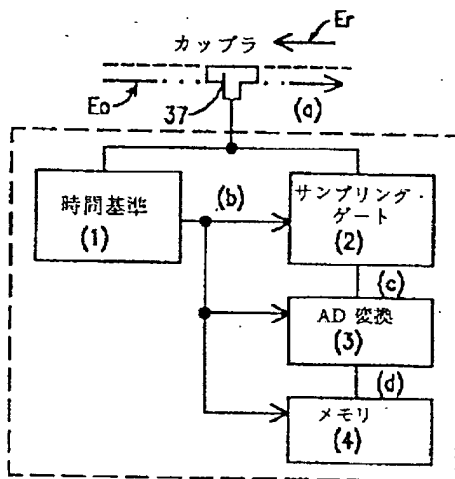 カップラ
Er
Eo
37
(a)
時間基準
(1)
(b)
サンプリング・
ゲート
(2)
(c)
AD 変換
(3)
(d)
メモリ
(4)